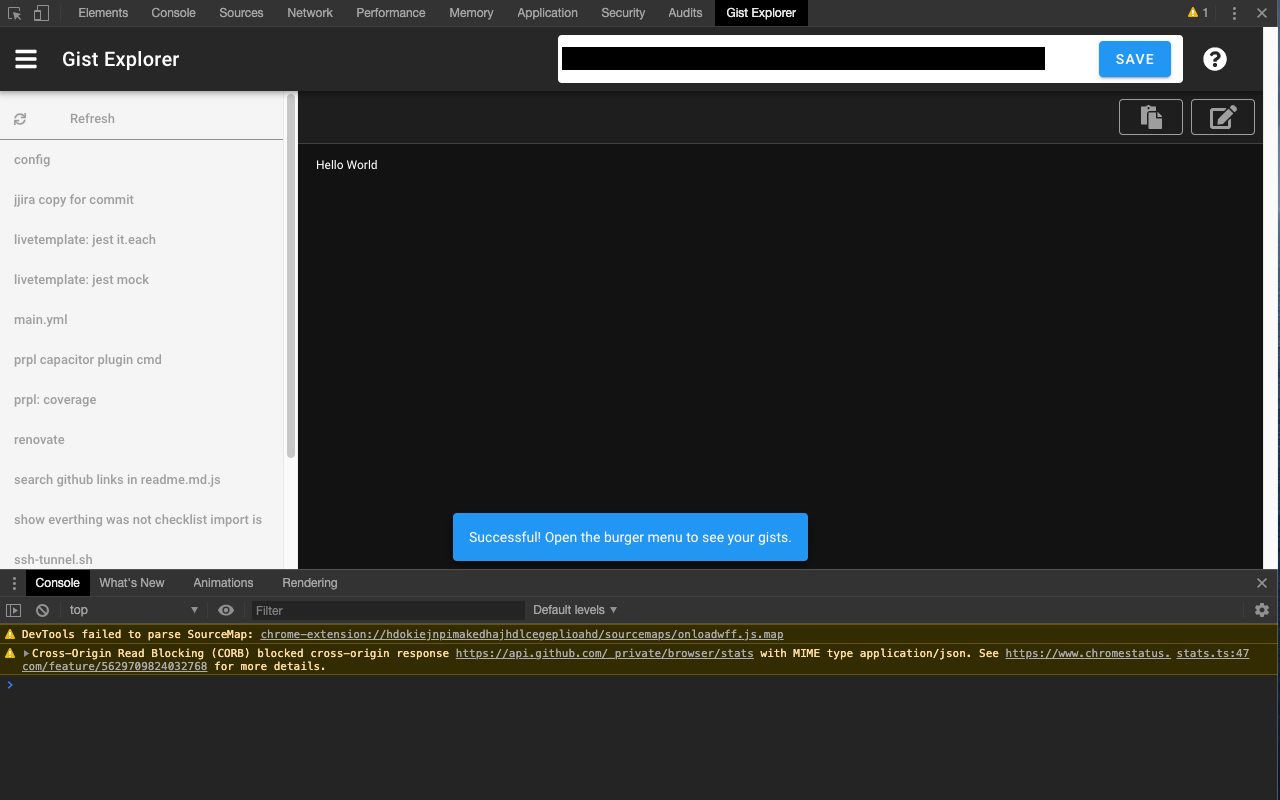 Elements Console Sources Network Performance Memory Application Security Audits Gist Explorer 1
Gist Explorer SAVE
Refresh
config
Hello World
jjira copy for commit
livetemplate: jest it.each
livetemplate: jest mock
main.yml
prpl capacitor plugin cmd
prpl: coverage
renovate
search github links in readme.md.js
show everthing was not checklist import is
ssh-tunnel.sh
Successful! Open the burger menu to see your gists.
Console What's New Animations Rendering
top Filter Default levels
DevTools failed to parse SourceMap: chrome-extension://hdokiejnpimakedhajhdlcegeplioahd/sourcemaps/onloadwff.js.map
Cross-Origin Read Blocking (CORB) blocked cross-origin response https://api.github.com/_private/browser/stats with MIME type application/json. See https://www.chromestatus. stats.ts:47
com/feature/5629709824032768 for more details.